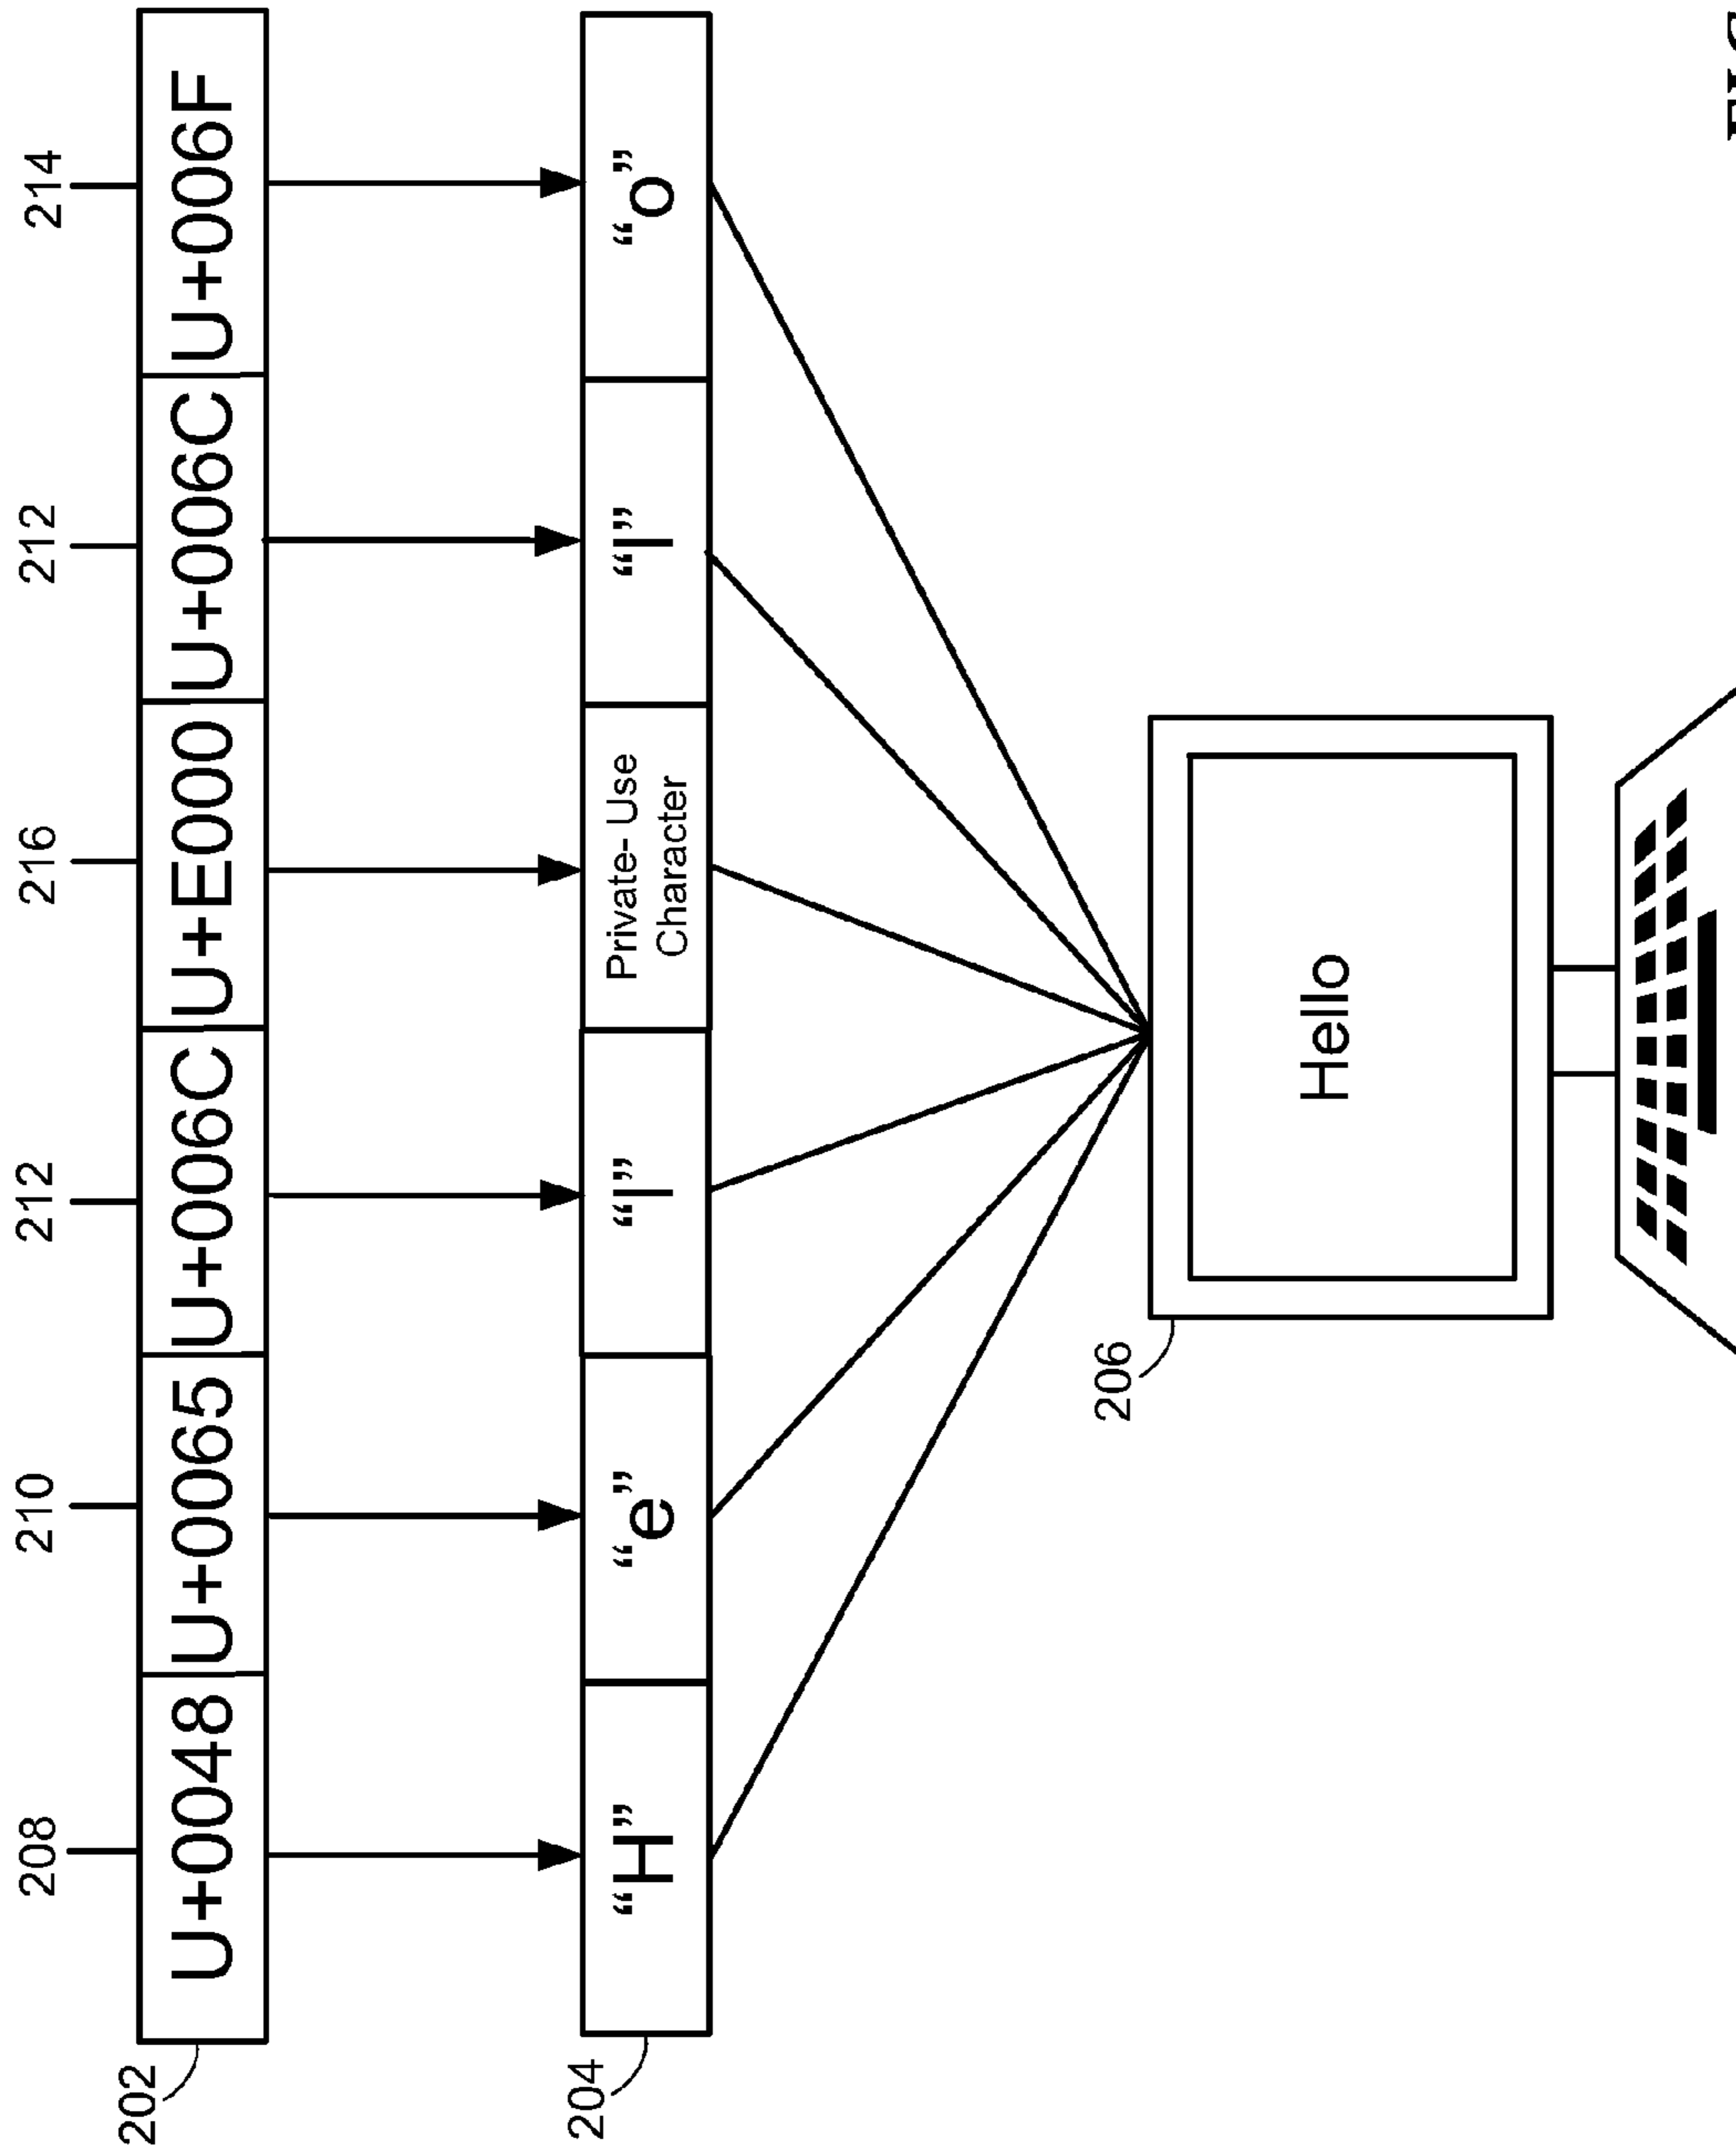 208 210 212 216 212 214
202
U+0048 U+0065 U+006C U+E000 U+006C U+006F
204
“H” “e” “l” Private- Use “l” “o”
Character
206
Hello